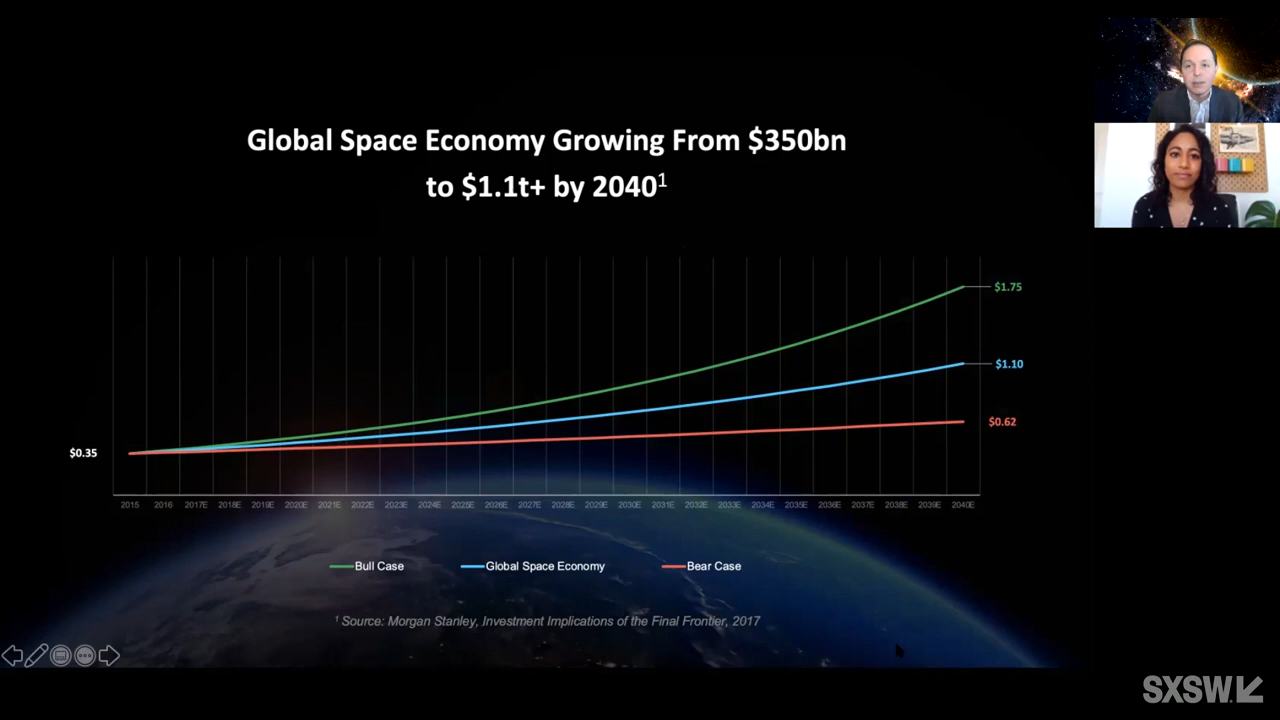 Global Space Economy Growing From $350bn
to $1.1t+ by 2040¹
$1.75
$1.10
$0.62
$0.35
2015 2016 2017E 2018E 2019E 2020E 2021E 2022E 2023E 2024E 2025E 2026E 2027E 2028E 2029E 2030E 2031E 2032E 2033E 2034E 2035E 2036E 2037E 2038E 2039E 2040E
Bull Case Global Space Economy Bear Case
¹ Source: Morgan Stanley, Investment Implications of the Final Frontier, 2017
SXSW